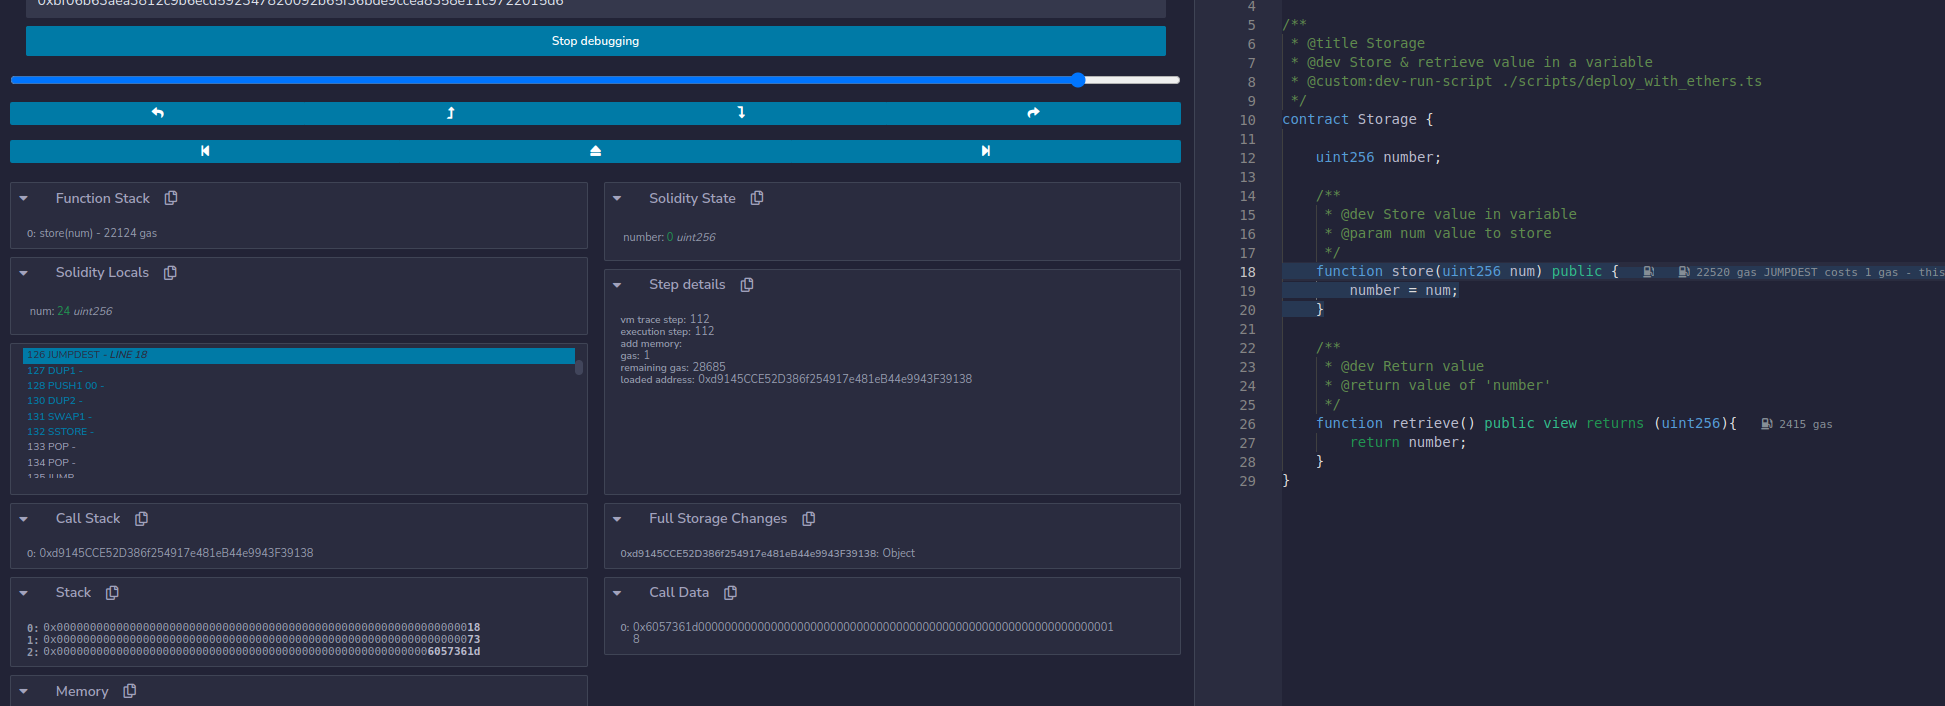 Stop debugging
Function Stack
0: store(num) - 22124 gas
Solidity Locals
num: 24 uint256
126 JUMPDEST - LINE 18
127 DUP1 -
128 PUSH1 00 -
130 DUP2 -
131 SWAP1 -
132 SSTORE -
133 POP -
134 POP -
135 JUMP
Call Stack
0: 0xd9145CCE52D386f254917e481eB44e9943F39138
Stack
0: 0x0000000000000000000000000000000000000000000000000000000000000018
1: 0x0000000000000000000000000000000000000000000000000000000000000073
2: 0x000000000000000000000000000000000000000000000000000000006057361d
Memory
Solidity State
number: 0 uint256
Step details
vm trace step: 112
execution step: 112
add memory:
gas: 1
remaining gas: 28685
loaded address: 0xd9145CCE52D386f254917e481eB44e9943F39138
Full Storage Changes
0xd9145CCE52D386f254917e481eB44e9943F39138: Object
Call Data
0: 0x6057361d000000000000000000000000000000000000000000000000000000000000001
8
4
5 /**
6 * @title Storage
7 * @dev Store & retrieve value in a variable
8 * @custom:dev-run-script ./scripts/deploy_with_ethers.ts
9 */
10 contract Storage {
11
12 uint256 number;
13
14 /**
15 * @dev Store value in variable
16 * @param num value to store
17 */
18 function store(uint256 num) public { 22520 gas JUMPDEST costs 1 gas - this
19 number = num;
20 }
21
22 /**
23 * @dev Return value
24 * @return value of 'number'
25 */
26 function retrieve() public view returns (uint256){ 2415 gas
27 return number;
28 }
29 }